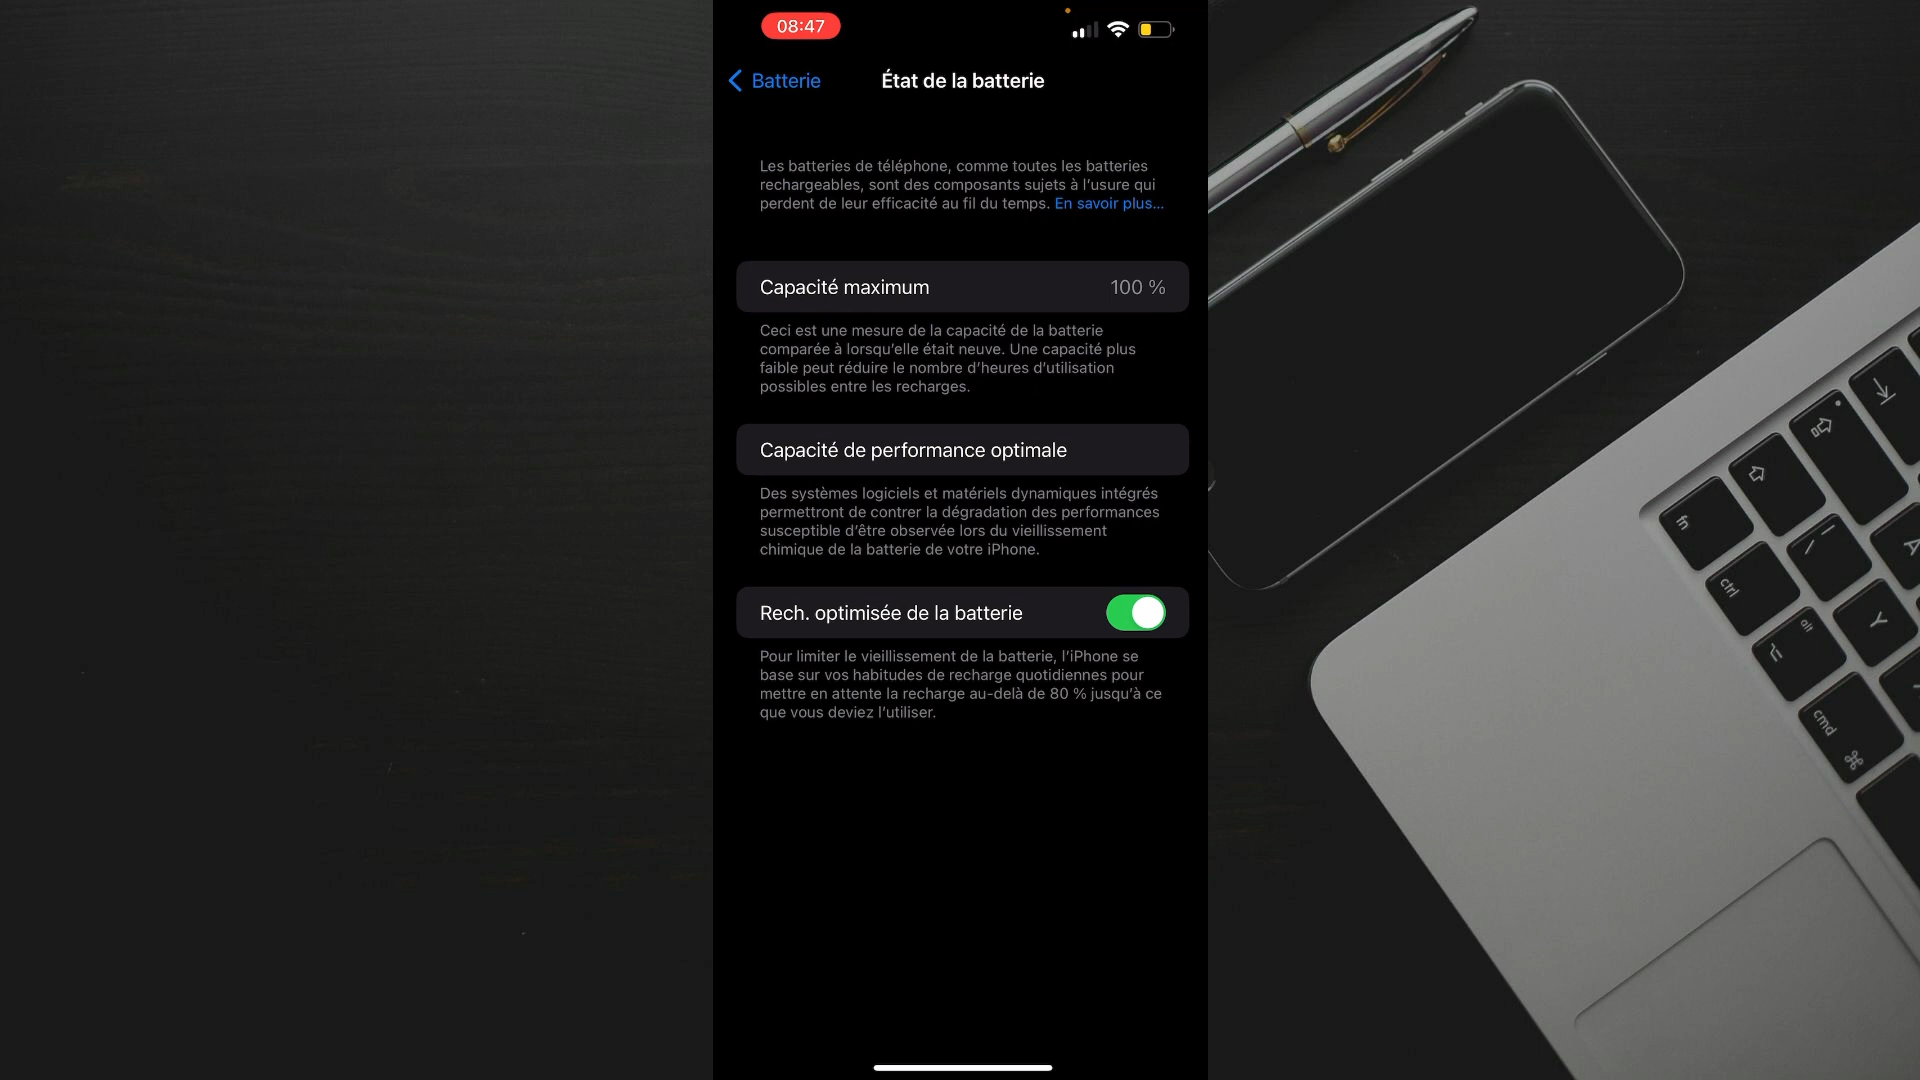 08:47
Batterie
État de la batterie
Les batteries de téléphone, comme toutes les batteries
rechargeables, sont des composants sujets à l’usure qui
perdent de leur efficacité au fil du temps. En savoir plus...
Capacité maximum 100 %
Ceci est une mesure de la capacité de la batterie
comparée à lorsqu’elle était neuve. Une capacité plus
faible peut réduire le nombre d’heures d’utilisation
possibles entre les recharges.
Capacité de performance optimale
Des systèmes logiciels et matériels dynamiques intégrés
permettront de contrer la dégradation des performances
susceptible d’être observée lors du vieillissement
chimique de la batterie de votre iPhone.
Rech. optimisée de la batterie
Pour limiter le vieillissement de la batterie, l’iPhone se
base sur vos habitudes de recharge quotidiennes pour
mettre en attente la recharge au-delà de 80 % jusqu’à ce
que vous deviez l’utiliser.
fn
ctrl
alt
cmd
⌘
Y
A